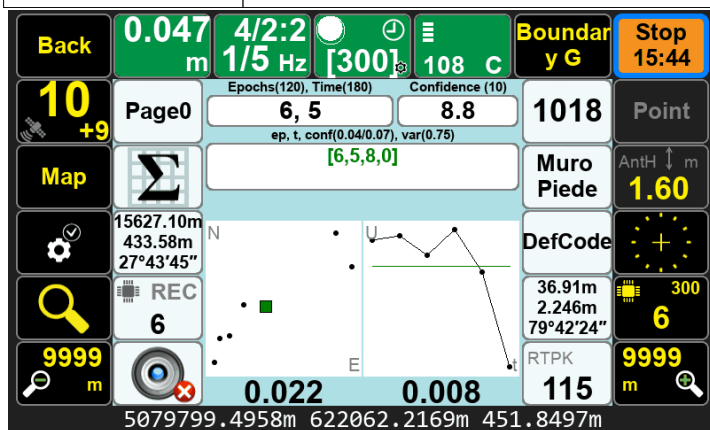 Back
0.047
m
4/2:2
1/5 Hz
[300]
108 C
Boundar
y G
Stop
15:44
10
+9
Page0
Epochs(120), Time(180)
6, 5
Confidence (10)
8.8
1018
Point
ep, t, conf(0.04/0.07), var(0.75)
[6,5,8,0]
Map
Σ
Muro
Piede
AntH m
1.60
15627.10m
433.58m
27°43'45"
N
U
DefCode
REC
6
36.91m
2.246m
79°42'24"
300
6
9999
m
E
t
0.022
0.008
RTPK
115
9999
m
5079799.4958m 622062.2169m 451.8497m